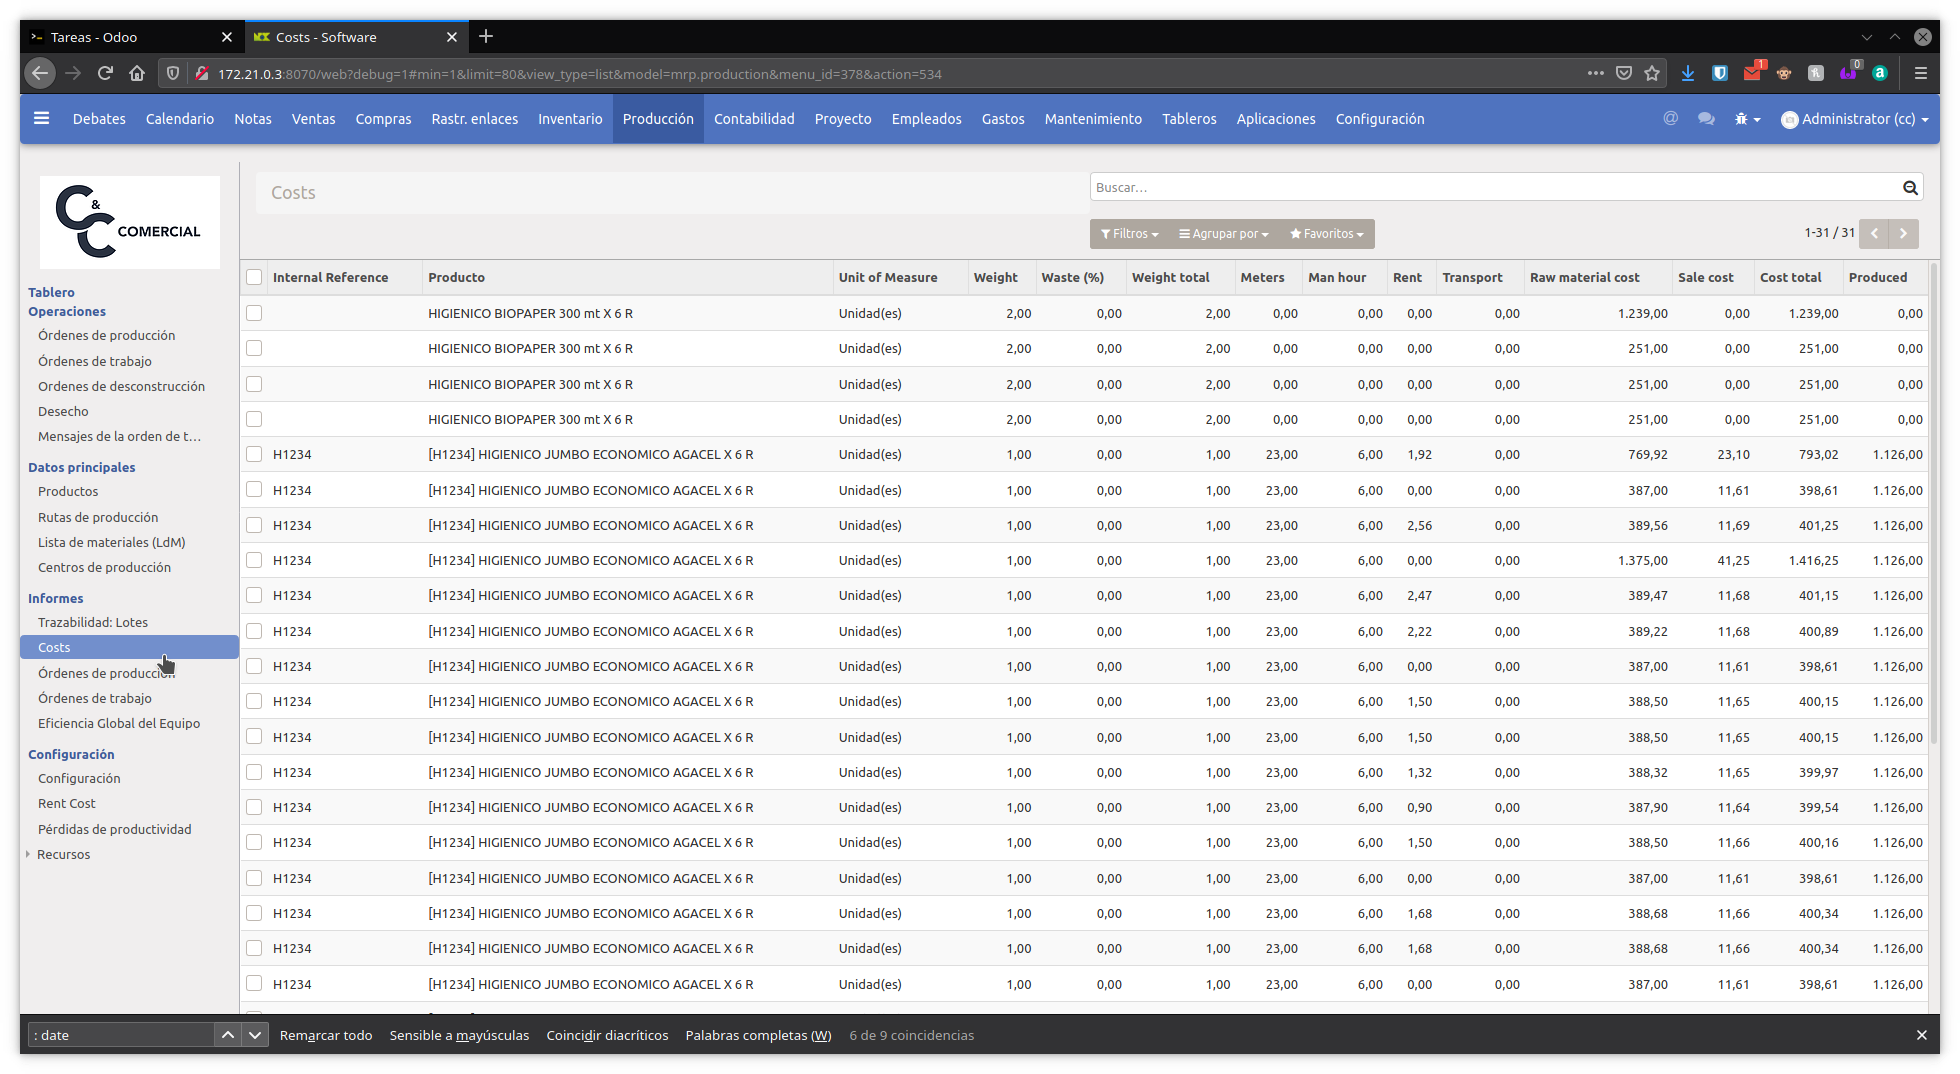 Tareas - Odoo
Costs - Software
172.21.0.3:8070/web?debug=1#min=1&limit=80&view_type=list&model=mrp.production&menu_id=378&action=534
1
0
Debates Calendario Notas Ventas Compras Rastr. enlaces Inventario Producción Contabilidad Proyecto Empleados Gastos Mantenimiento Tableros Aplicaciones Configuración @ Administrator (cc)
C & C COMERCIAL
Tablero
Operaciones
Órdenes de producción
Órdenes de trabajo
Ordenes de desconstrucción
Desecho
Mensajes de la orden de t...
Datos principales
Productos
Rutas de producción
Lista de materiales (LdM)
Centros de producción
Informes
Trazabilidad: Lotes
Costs
Órdenes de producción
Órdenes de trabajo
Eficiencia Global del Equipo
Configuración
Configuración
Rent Cost
Pérdidas de productividad
Recursos
Costs
Buscar...
Filtros Agrupar por Favoritos
1-31 / 31
Internal Reference Producto Unit of Measure Weight Waste (%) Weight total Meters Man hour Rent Transport Raw material cost Sale cost Cost total Produced
HIGIENICO BIOPAPER 300 mt X 6 R Unidad(es) 2,00 0,00 2,00 0,00 0,00 0,00 0,00 1.239,00 0,00 1.239,00 0,00
HIGIENICO BIOPAPER 300 mt X 6 R Unidad(es) 2,00 0,00 2,00 0,00 0,00 0,00 0,00 251,00 0,00 251,00 0,00
HIGIENICO BIOPAPER 300 mt X 6 R Unidad(es) 2,00 0,00 2,00 0,00 0,00 0,00 0,00 251,00 0,00 251,00 0,00
HIGIENICO BIOPAPER 300 mt X 6 R Unidad(es) 2,00 0,00 2,00 0,00 0,00 0,00 0,00 251,00 0,00 251,00 0,00
H1234 [H1234] HIGIENICO JUMBO ECONOMICO AGACEL X 6 R Unidad(es) 1,00 0,00 1,00 23,00 6,00 1,92 0,00 769,92 23,10 793,02 1.126,00
H1234 [H1234] HIGIENICO JUMBO ECONOMICO AGACEL X 6 R Unidad(es) 1,00 0,00 1,00 23,00 6,00 0,00 0,00 387,00 11,61 398,61 1.126,00
H1234 [H1234] HIGIENICO JUMBO ECONOMICO AGACEL X 6 R Unidad(es) 1,00 0,00 1,00 23,00 6,00 2,56 0,00 389,56 11,69 401,25 1.126,00
H1234 [H1234] HIGIENICO JUMBO ECONOMICO AGACEL X 6 R Unidad(es) 1,00 0,00 1,00 23,00 6,00 0,00 0,00 1.375,00 41,25 1.416,25 1.126,00
H1234 [H1234] HIGIENICO JUMBO ECONOMICO AGACEL X 6 R Unidad(es) 1,00 0,00 1,00 23,00 6,00 2,47 0,00 389,47 11,68 401,15 1.126,00
H1234 [H1234] HIGIENICO JUMBO ECONOMICO AGACEL X 6 R Unidad(es) 1,00 0,00 1,00 23,00 6,00 2,22 0,00 389,22 11,68 400,89 1.126,00
H1234 [H1234] HIGIENICO JUMBO ECONOMICO AGACEL X 6 R Unidad(es) 1,00 0,00 1,00 23,00 6,00 0,00 0,00 387,00 11,61 398,61 1.126,00
H1234 [H1234] HIGIENICO JUMBO ECONOMICO AGACEL X 6 R Unidad(es) 1,00 0,00 1,00 23,00 6,00 1,50 0,00 388,50 11,65 400,15 1.126,00
H1234 [H1234] HIGIENICO JUMBO ECONOMICO AGACEL X 6 R Unidad(es) 1,00 0,00 1,00 23,00 6,00 1,50 0,00 388,50 11,65 400,15 1.126,00
H1234 [H1234] HIGIENICO JUMBO ECONOMICO AGACEL X 6 R Unidad(es) 1,00 0,00 1,00 23,00 6,00 1,32 0,00 388,32 11,65 399,97 1.126,00
H1234 [H1234] HIGIENICO JUMBO ECONOMICO AGACEL X 6 R Unidad(es) 1,00 0,00 1,00 23,00 6,00 0,90 0,00 387,90 11,64 399,54 1.126,00
H1234 [H1234] HIGIENICO JUMBO ECONOMICO AGACEL X 6 R Unidad(es) 1,00 0,00 1,00 23,00 6,00 1,50 0,00 388,50 11,66 400,16 1.126,00
H1234 [H1234] HIGIENICO JUMBO ECONOMICO AGACEL X 6 R Unidad(es) 1,00 0,00 1,00 23,00 6,00 0,00 0,00 387,00 11,61 398,61 1.126,00
H1234 [H1234] HIGIENICO JUMBO ECONOMICO AGACEL X 6 R Unidad(es) 1,00 0,00 1,00 23,00 6,00 1,68 0,00 388,68 11,66 400,34 1.126,00
H1234 [H1234] HIGIENICO JUMBO ECONOMICO AGACEL X 6 R Unidad(es) 1,00 0,00 1,00 23,00 6,00 1,68 0,00 388,68 11,66 400,34 1.126,00
H1234 [H1234] HIGIENICO JUMBO ECONOMICO AGACEL X 6 R Unidad(es) 1,00 0,00 1,00 23,00 6,00 0,00 0,00 387,00 11,61 398,61 1.126,00
: date Remarcar todo Sensible a mayúsculas Coincidir diacríticos Palabras completas (W) 6 de 9 coincidencias